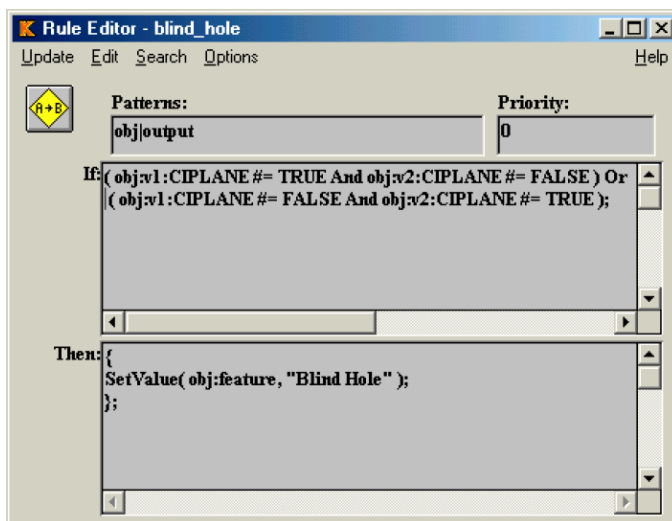 K Rule Editor - blind_hole
Update Edit Search Options Help
A→B
Patterns: Priority:
obj|output 0
If: ( obj:v1:CIPLANE #= TRUE And obj:v2:CIPLANE #= FALSE ) Or
( obj:v1:CIPLANE #= FALSE And obj:v2:CIPLANE #= TRUE );
Then: {
SetValue( obj:feature, "Blind Hole" );
};